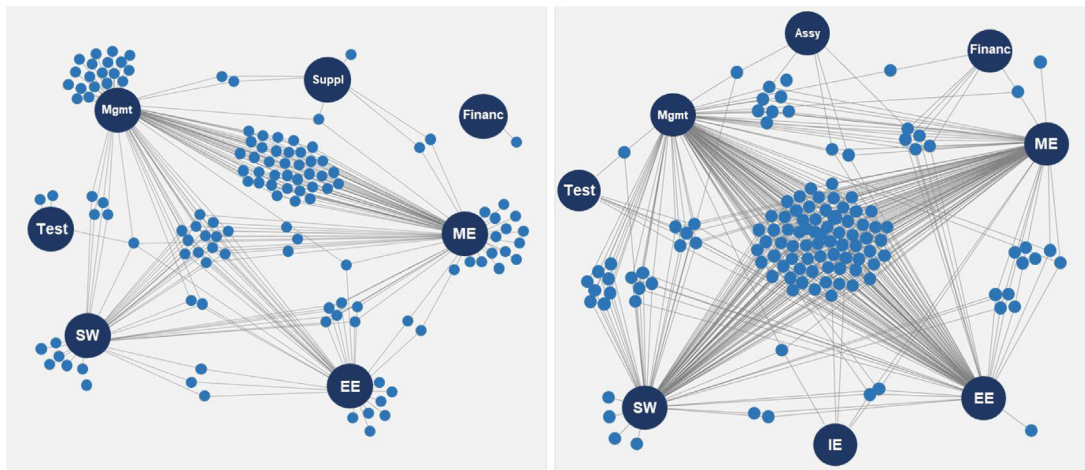 Suppl
Mgmt
Financ
Test
ME
SW
EE
Assy
Financ
Mgmt
ME
Test
SW
EE
IE